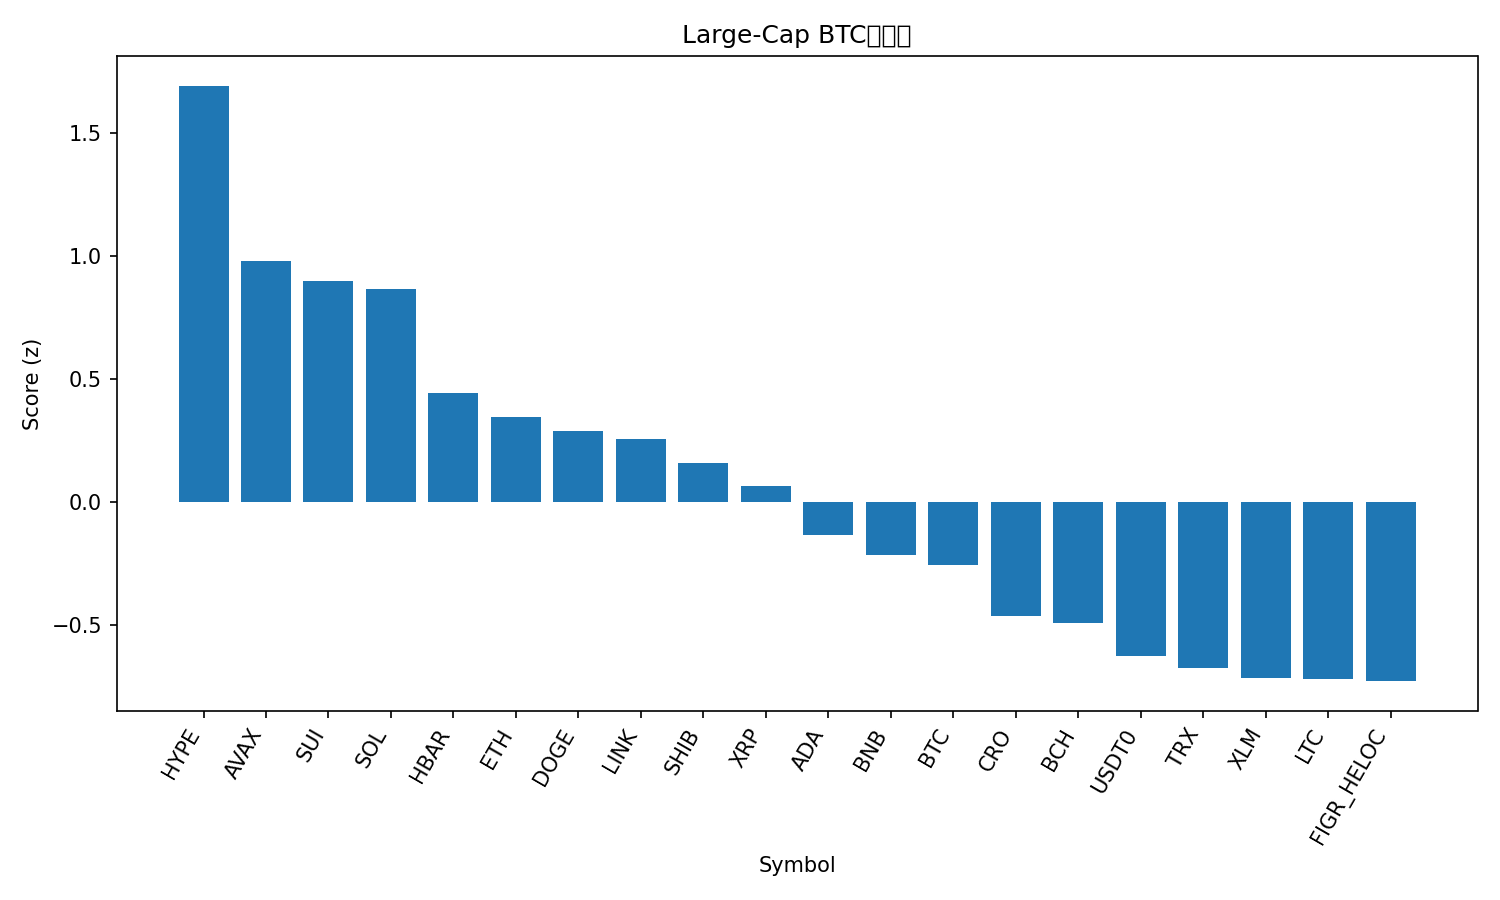 Large-Cap BTC
Score (z)
1.5
1.0
0.5
0.0
−0.5
HYPE
AVAX
SUI
SOL
HBAR
ETH
DOGE
LINK
SHIB
XRP
ADA
BNB
BTC
CRO
BCH
USDT0
TRX
XLM
LTC
FIGR_HELOC
Symbol